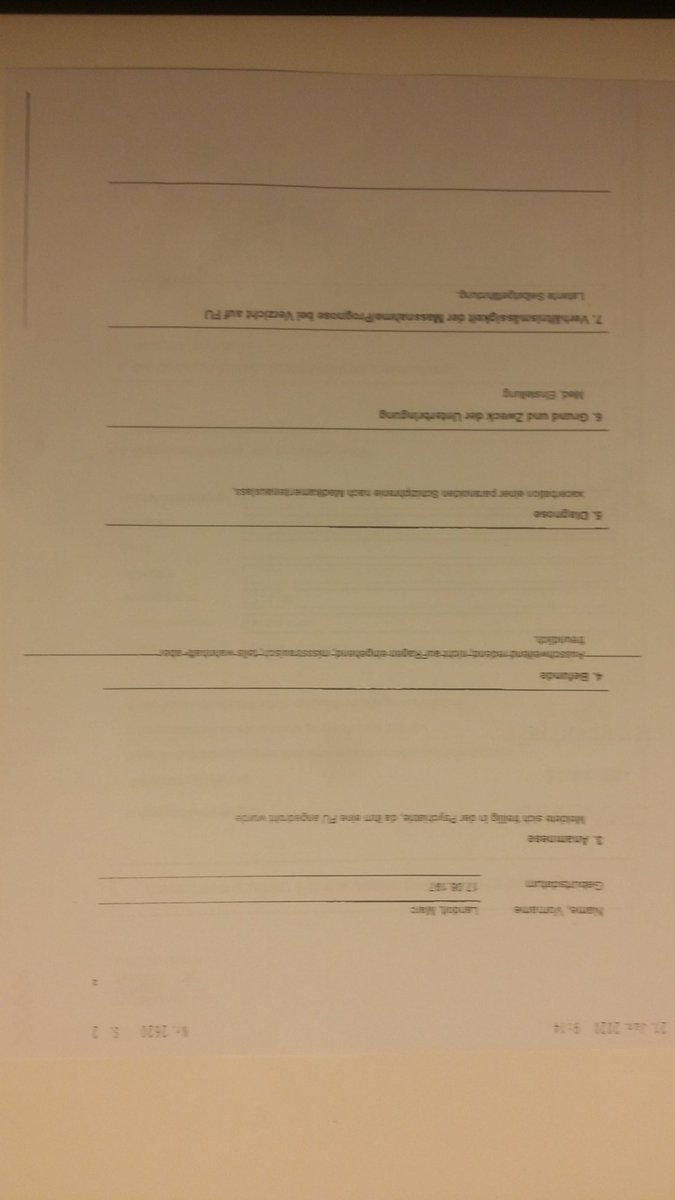 21. Jan. 2020 9:14 Nr. 2620 S. 2
2
Name, Vorname Landolt, Marc
Geburtsdatum 17.08.197
3. Anamnese
Meldete sich freillig in der Psychiatrie, da ihm eine FU angedroht wurde
4. Befunde
Ausschweifend redend, nicht auf FRagen eingehend, misstrauisch, teils wahnhaft aber
freundlich.
5. Diagnose
xacerbation einer paranoiden Schizphrenie nach Medikamentenauslass.
6. Grund und Zweck der Unterbringung
Med. Einstellung
7. Verhältnismässigkeit der Massnahme/Prognose bei Verzicht auf FU
Latente Selbstgefährdung.